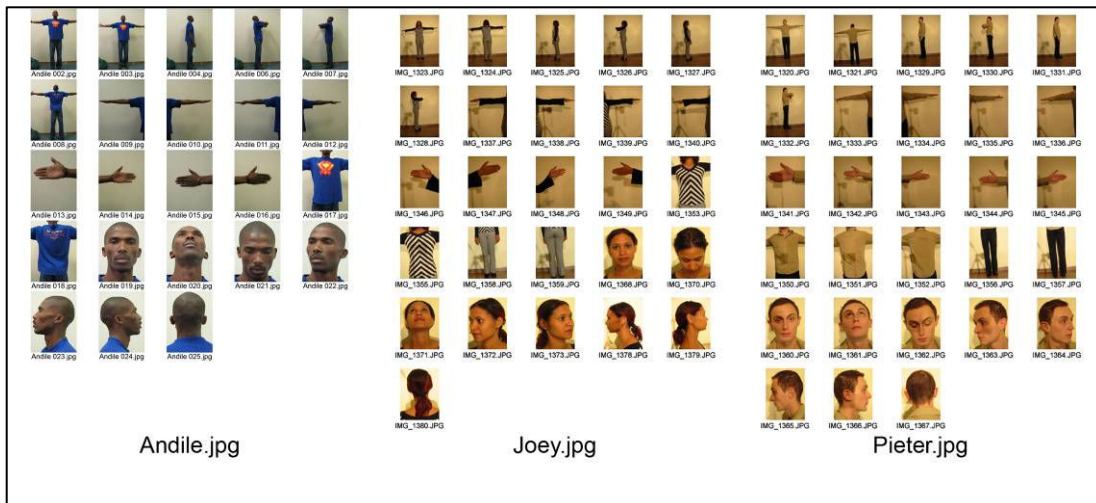 Andile 002.jpg Andile 003.jpg Andile 004.jpg Andile 006.jpg Andile 007.jpg
Andile 008.jpg Andile 009.jpg Andile 010.jpg Andile 011.jpg Andile 012.jpg
Andile 013.jpg Andile 014.jpg Andile 015.jpg Andile 016.jpg Andile 017.jpg
Andile 018.jpg Andile 019.jpg Andile 020.jpg Andile 021.jpg Andile 022.jpg
Andile 023.jpg Andile 024.jpg Andile 025.jpg
Andile.jpg
IMG_1323.JPG IMG_1324.JPG IMG_1325.JPG IMG_1326.JPG IMG_1327.JPG
IMG_1328.JPG IMG_1337.JPG IMG_1338.JPG IMG_1339.JPG IMG_1340.JPG
IMG_1346.JPG IMG_1347.JPG IMG_1348.JPG IMG_1349.JPG IMG_1353.JPG
IMG_1355.JPG IMG_1358.JPG IMG_1359.JPG IMG_1368.JPG IMG_1370.JPG
IMG_1371.JPG IMG_1372.JPG IMG_1373.JPG IMG_1378.JPG IMG_1379.JPG
IMG_1380.JPG
Joey.jpg
IMG_1320.JPG IMG_1321.JPG IMG_1329.JPG IMG_1330.JPG IMG_1331.JPG
IMG_1332.JPG IMG_1333.JPG IMG_1334.JPG IMG_1335.JPG IMG_1336.JPG
IMG_1341.JPG IMG_1342.JPG IMG_1343.JPG IMG_1344.JPG IMG_1345.JPG
IMG_1350.JPG IMG_1351.JPG IMG_1352.JPG IMG_1356.JPG IMG_1357.JPG
IMG_1360.JPG IMG_1361.JPG IMG_1362.JPG IMG_1363.JPG IMG_1364.JPG
IMG_1365.JPG IMG_1366.JPG IMG_1367.JPG
Pieter.jpg